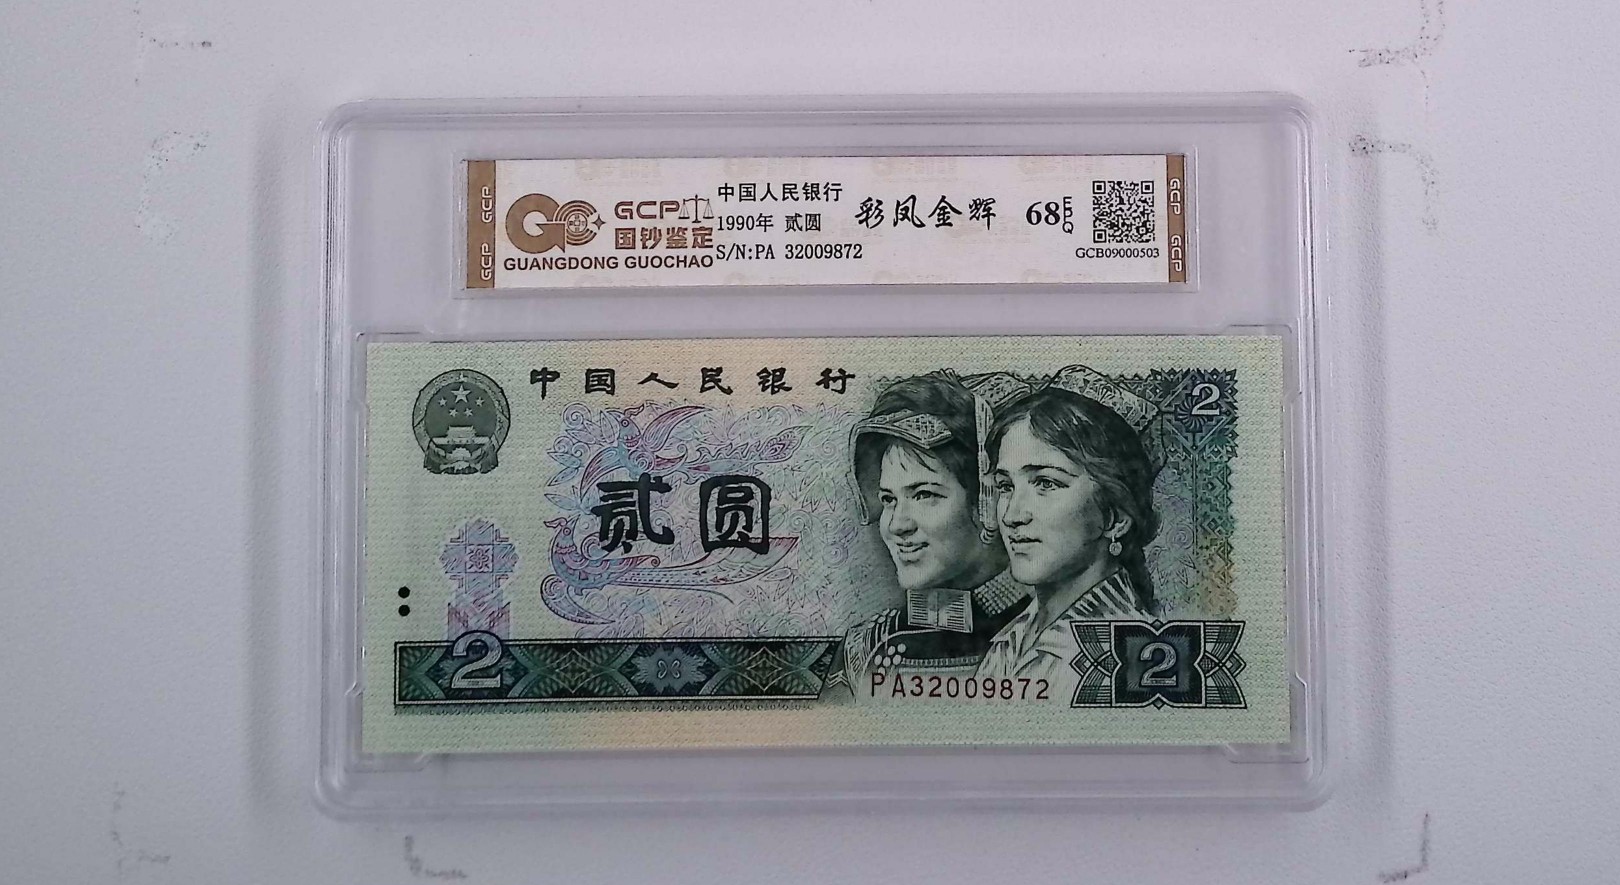 GCP
GCP
GCP
国钞鉴定
GUANGDONG GUOCHAO
中国人民银行
1990年 贰圆
S/N:PA 32009872
彩凤金辉
68
EPQ
GCB09000503
GCP
GCP
中国人民银行
2
贰圆
2
PA32009872
2